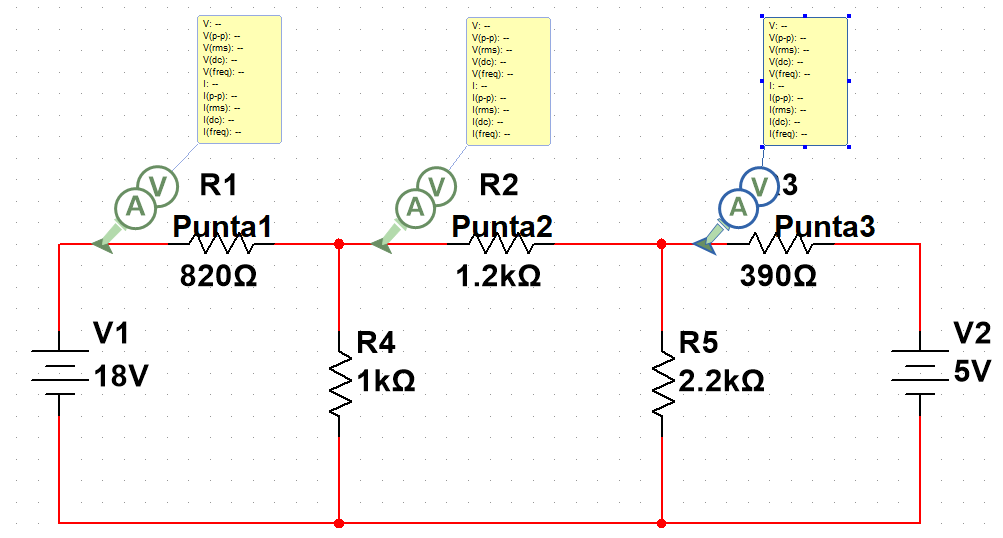 V: --
V(p-p): --
V(rms): --
V(dc): --
V(freq): --
I: --
I(p-p): --
I(rms): --
I(dc): --
I(freq): --
V: --
V(p-p): --
V(rms): --
V(dc): --
V(freq): --
I: --
I(p-p): --
I(rms): --
I(dc): --
I(freq): --
V: --
V(p-p): --
V(rms): --
V(dc): --
V(freq): --
I: --
I(p-p): --
I(rms): --
I(dc): --
I(freq): --
V
A
R1
Punta1
820Ω
V
A
R2
Punta2
1.2kΩ
V
A
3
Punta3
390Ω
V1
18V
R4
1kΩ
R5
2.2kΩ
V2
5V